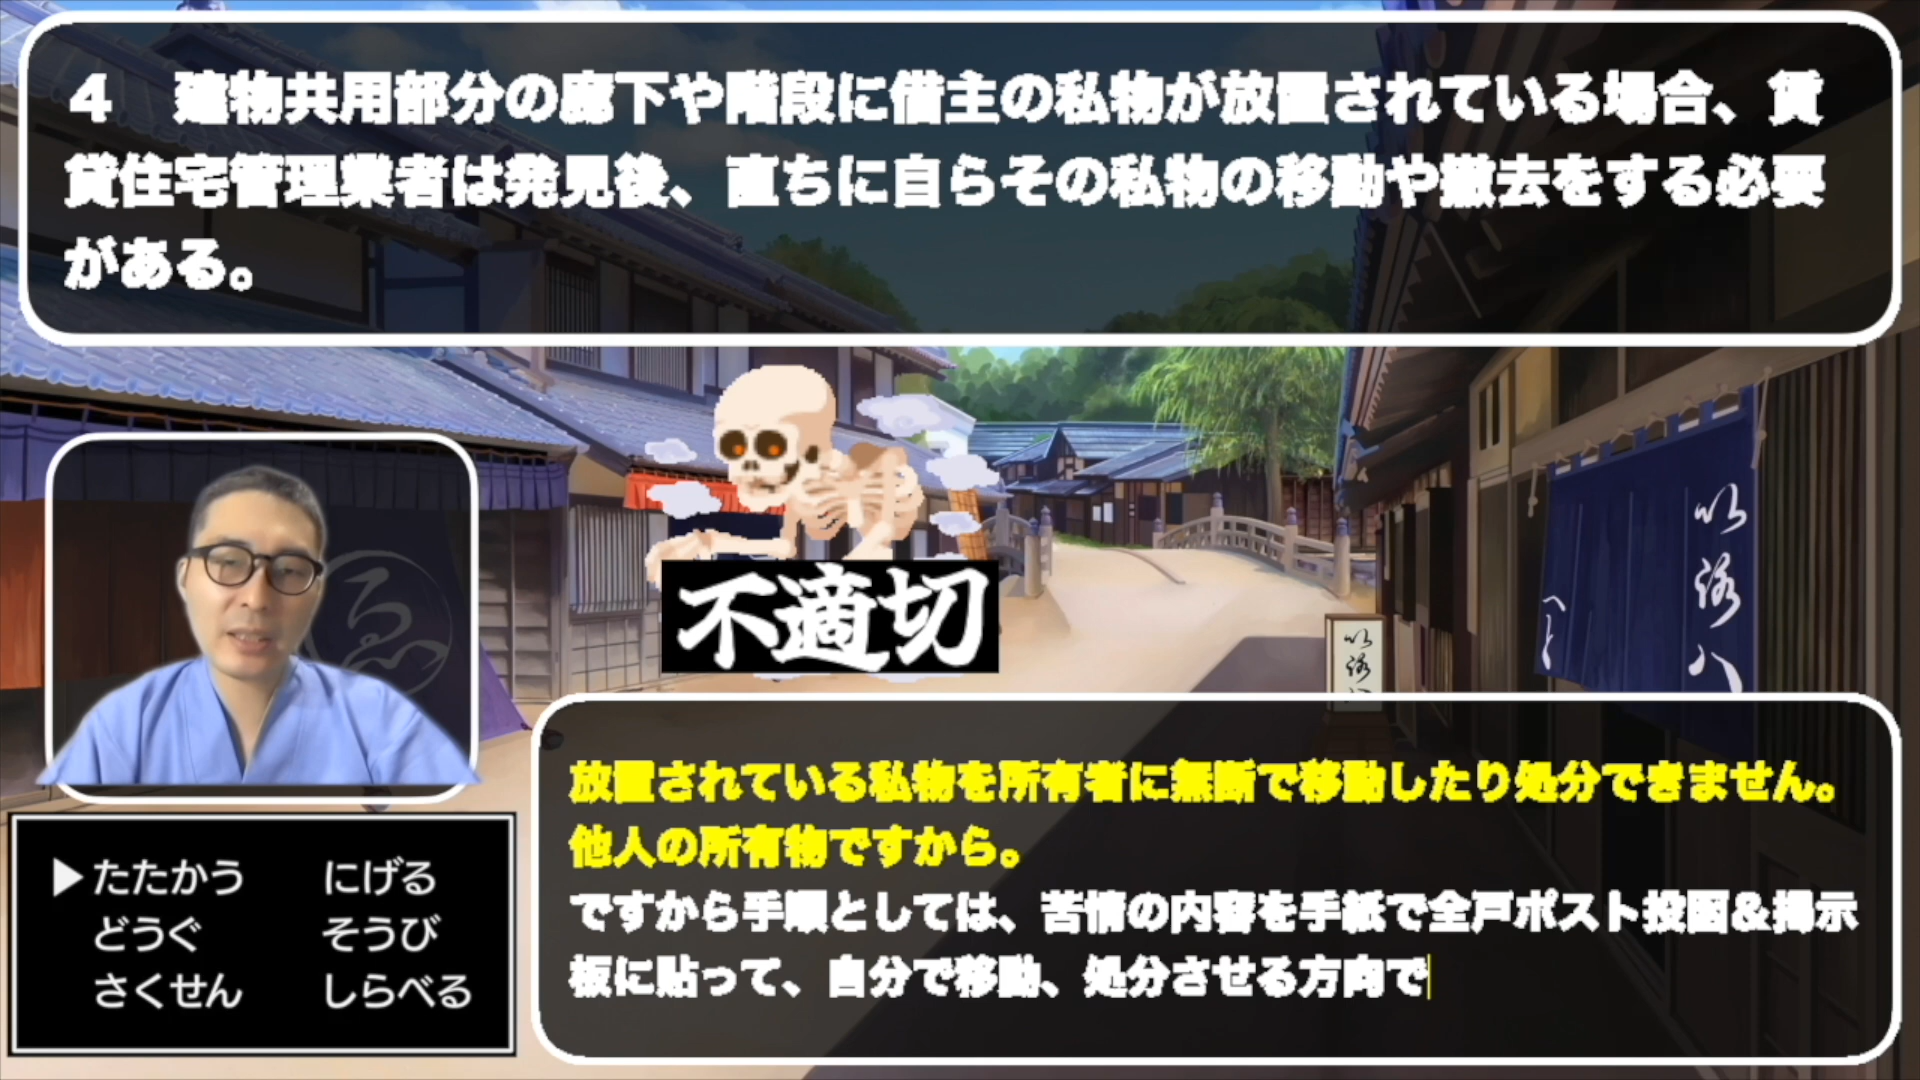 ４　建物共用部分の廊下や階段に借主の私物が放置されている場合、賃
貸住宅管理業者は発見後、直ちに自らその私物の移動や撤去をする必要
がある。
不適切
放置されている私物を所有者に無断で移動したり処分できません。
他人の所有物ですから。
ですから手順としては、苦情の内容を手紙で全戸ポスト投函&掲示
板に貼って、自分で移動、処分させる方向で
▶たたかう　にげる
どうぐ　そうび
さくせん　しらべる